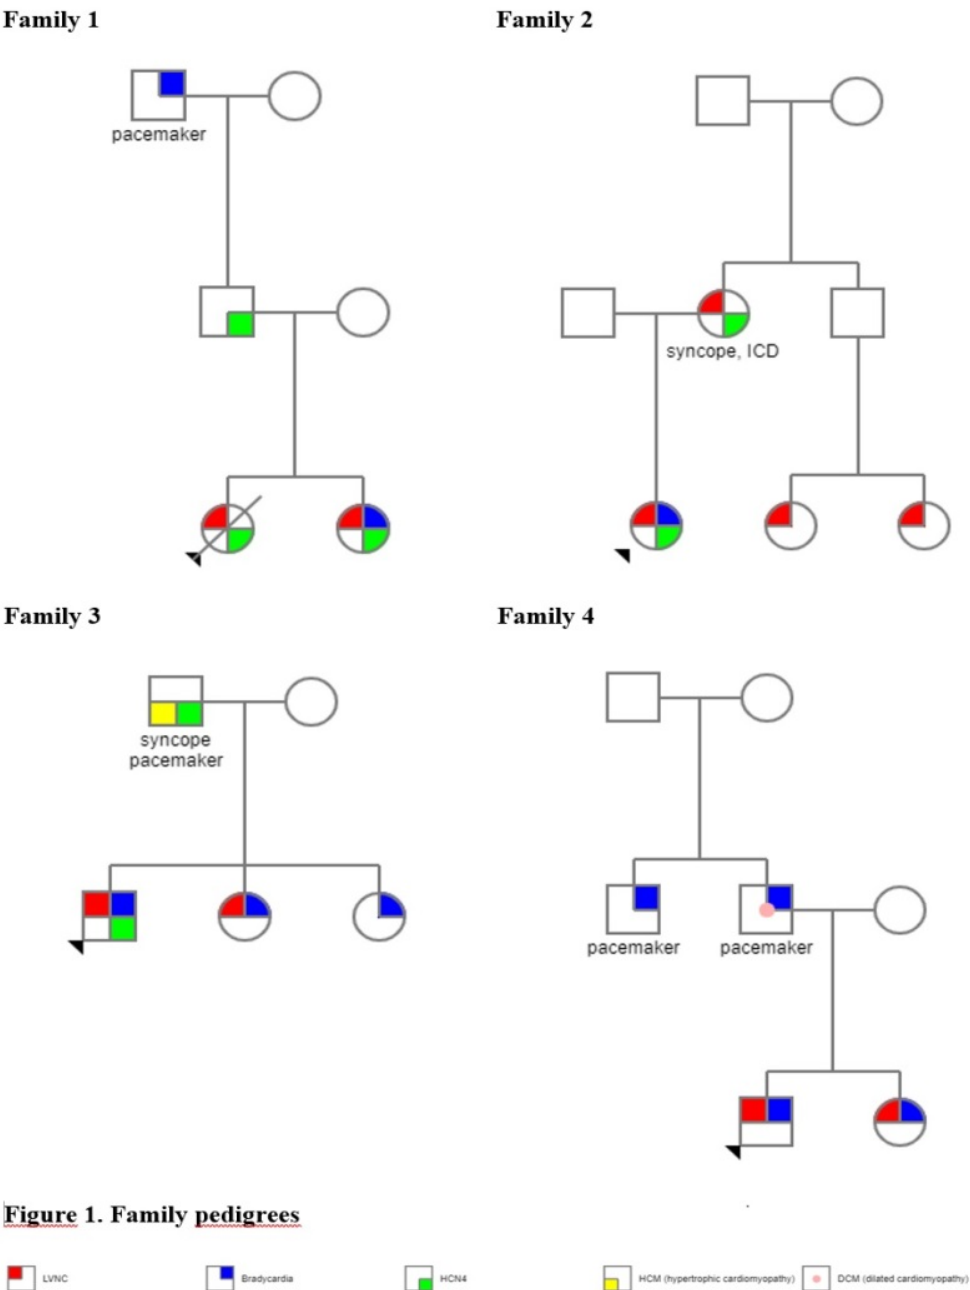 Family 1
Family 2
pacemaker
syncope, ICD
Family 3
Family 4
syncope
pacemaker
pacemaker
pacemaker
Figure 1. Family pedigrees
LVNC
Bradycardia
HCN4
HCM (hypertrophic cardiomyopathy)
DCM (dilated cardiomyopathy)